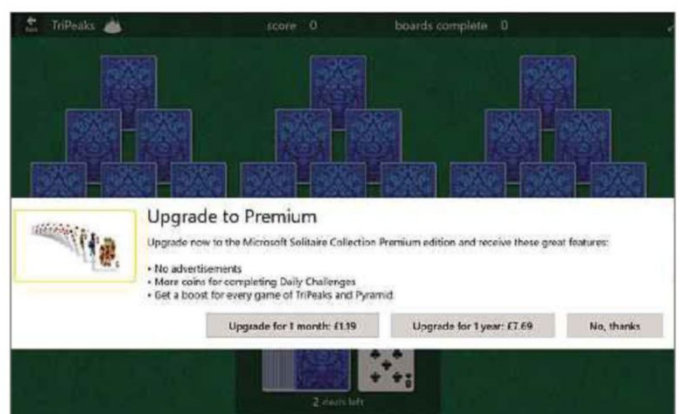 Back TriPeaks score 0 boards complete 0
Upgrade to Premium
Upgrade now to the Microsoft Solitaire Collection Premium edition and receive these great features:
• No advertisements
• More coins for completing Daily Challenges
• Get a boost for every game of TriPeaks and Pyramid
Upgrade for 1 month: £1.19 Upgrade for 1 year: £7.69 No, thanks
2 deals left